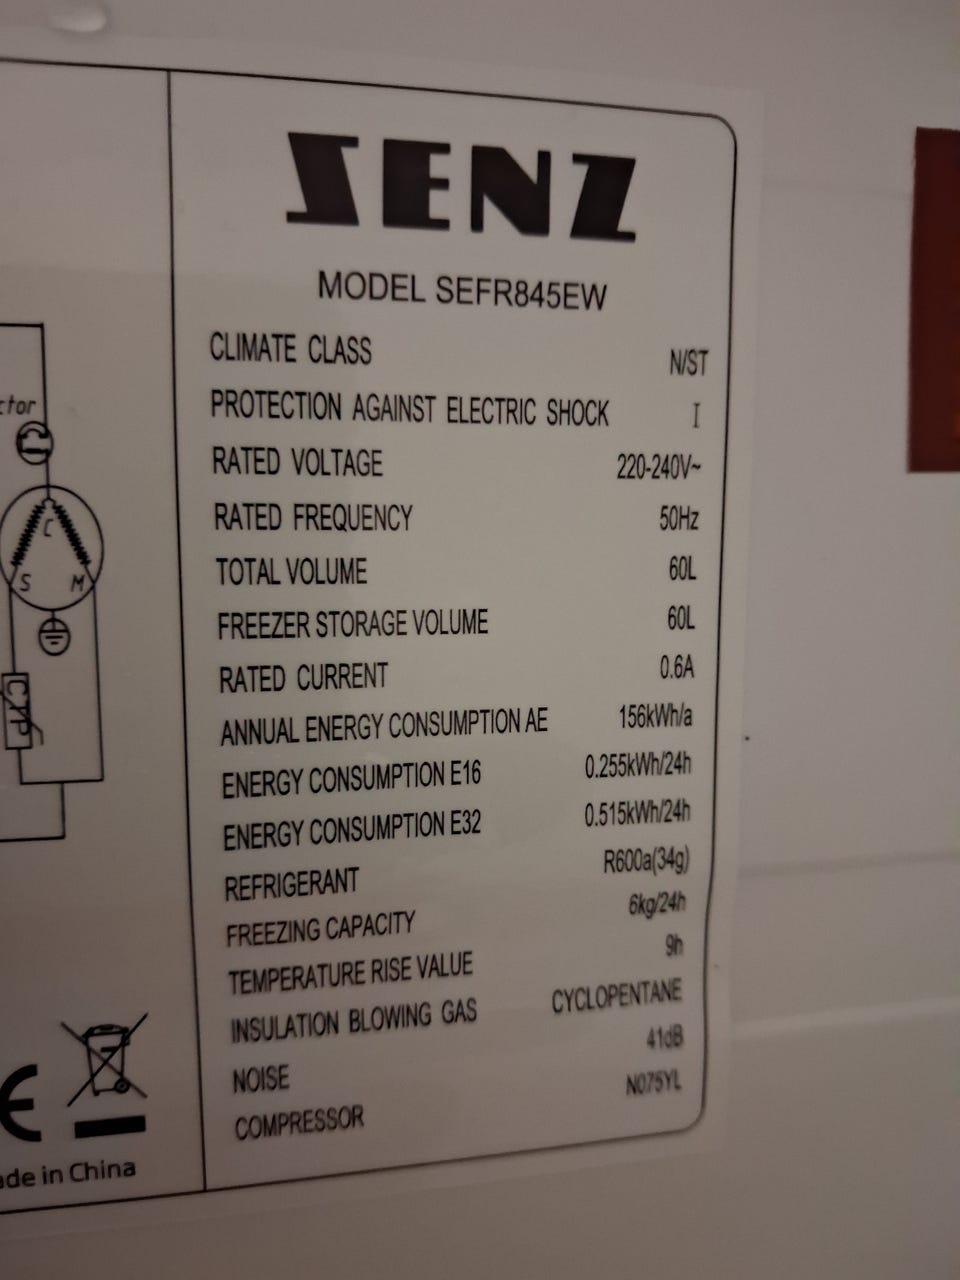 SENZ
MODEL SEFR845EW
CLIMATE CLASS N/ST
PROTECTION AGAINST ELECTRIC SHOCK I
RATED VOLTAGE 220-240V~
RATED FREQUENCY 50Hz
TOTAL VOLUME 60L
FREEZER STORAGE VOLUME 60L
RATED CURRENT 0.6A
ANNUAL ENERGY CONSUMPTION AE 156kWh/a
ENERGY CONSUMPTION E16 0.255kWh/24h
ENERGY CONSUMPTION E32 0.515kWh/24h
REFRIGERANT R600a(34g)
FREEZING CAPACITY 6kg/24h
TEMPERATURE RISE VALUE 9h
INSULATION BLOWING GAS CYCLOPENTANE
NOISE 41dB
COMPRESSOR N075YL
ctor
C
S M
CTP
CE
ade in China